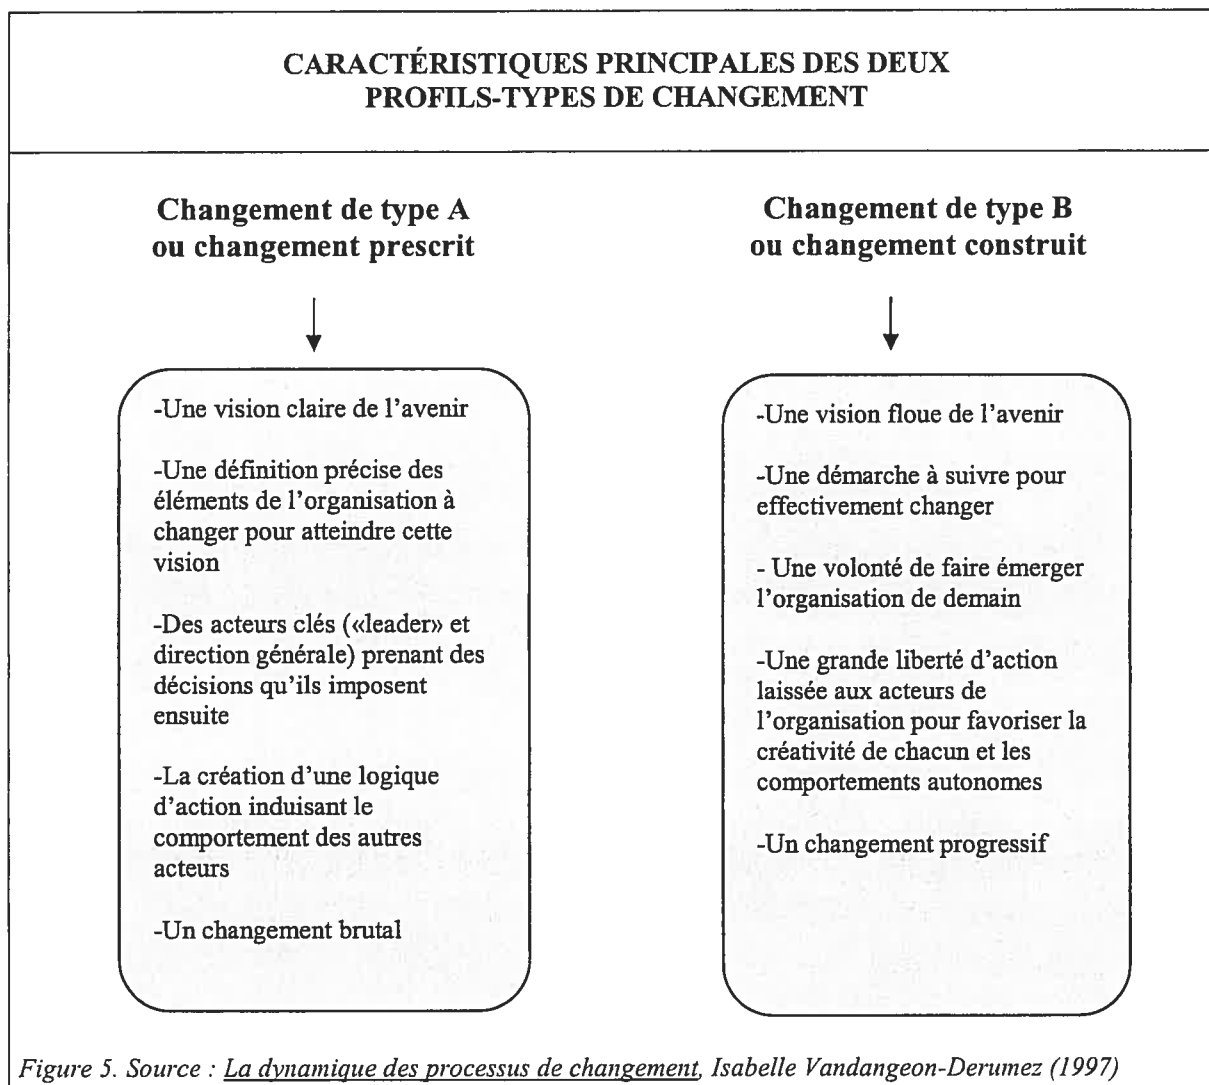 CARACTÉRISTIQUES PRINCIPALES DES DEUX
PROFILS-TYPES DE CHANGEMENT
Changement de type A
ou changement prescrit
-Une vision claire de l’avenir
-Une définition précise des
éléments de l’organisation à
changer pour atteindre cette
vision
-Des acteurs clés («leader» et
direction générale) prenant des
décisions qu’ils imposent
ensuite
-La création d’une logique
d’action induisant le
comportement des autres
acteurs
-Un changement brutal
Changement de type B
ou changement construit
-Une vision floue de l’avenir
-Une démarche à suivre pour
effectivement changer
- Une volonté de faire émerger
l’organisation de demain
-Une grande liberté d’action
laissée aux acteurs de
l’organisation pour favoriser la
créativité de chacun et les
comportements autonomes
-Un changement progressif
Figure 5. Source : La dynamique des processus de changement, Isabelle Vandangeon-Derumez (1997)